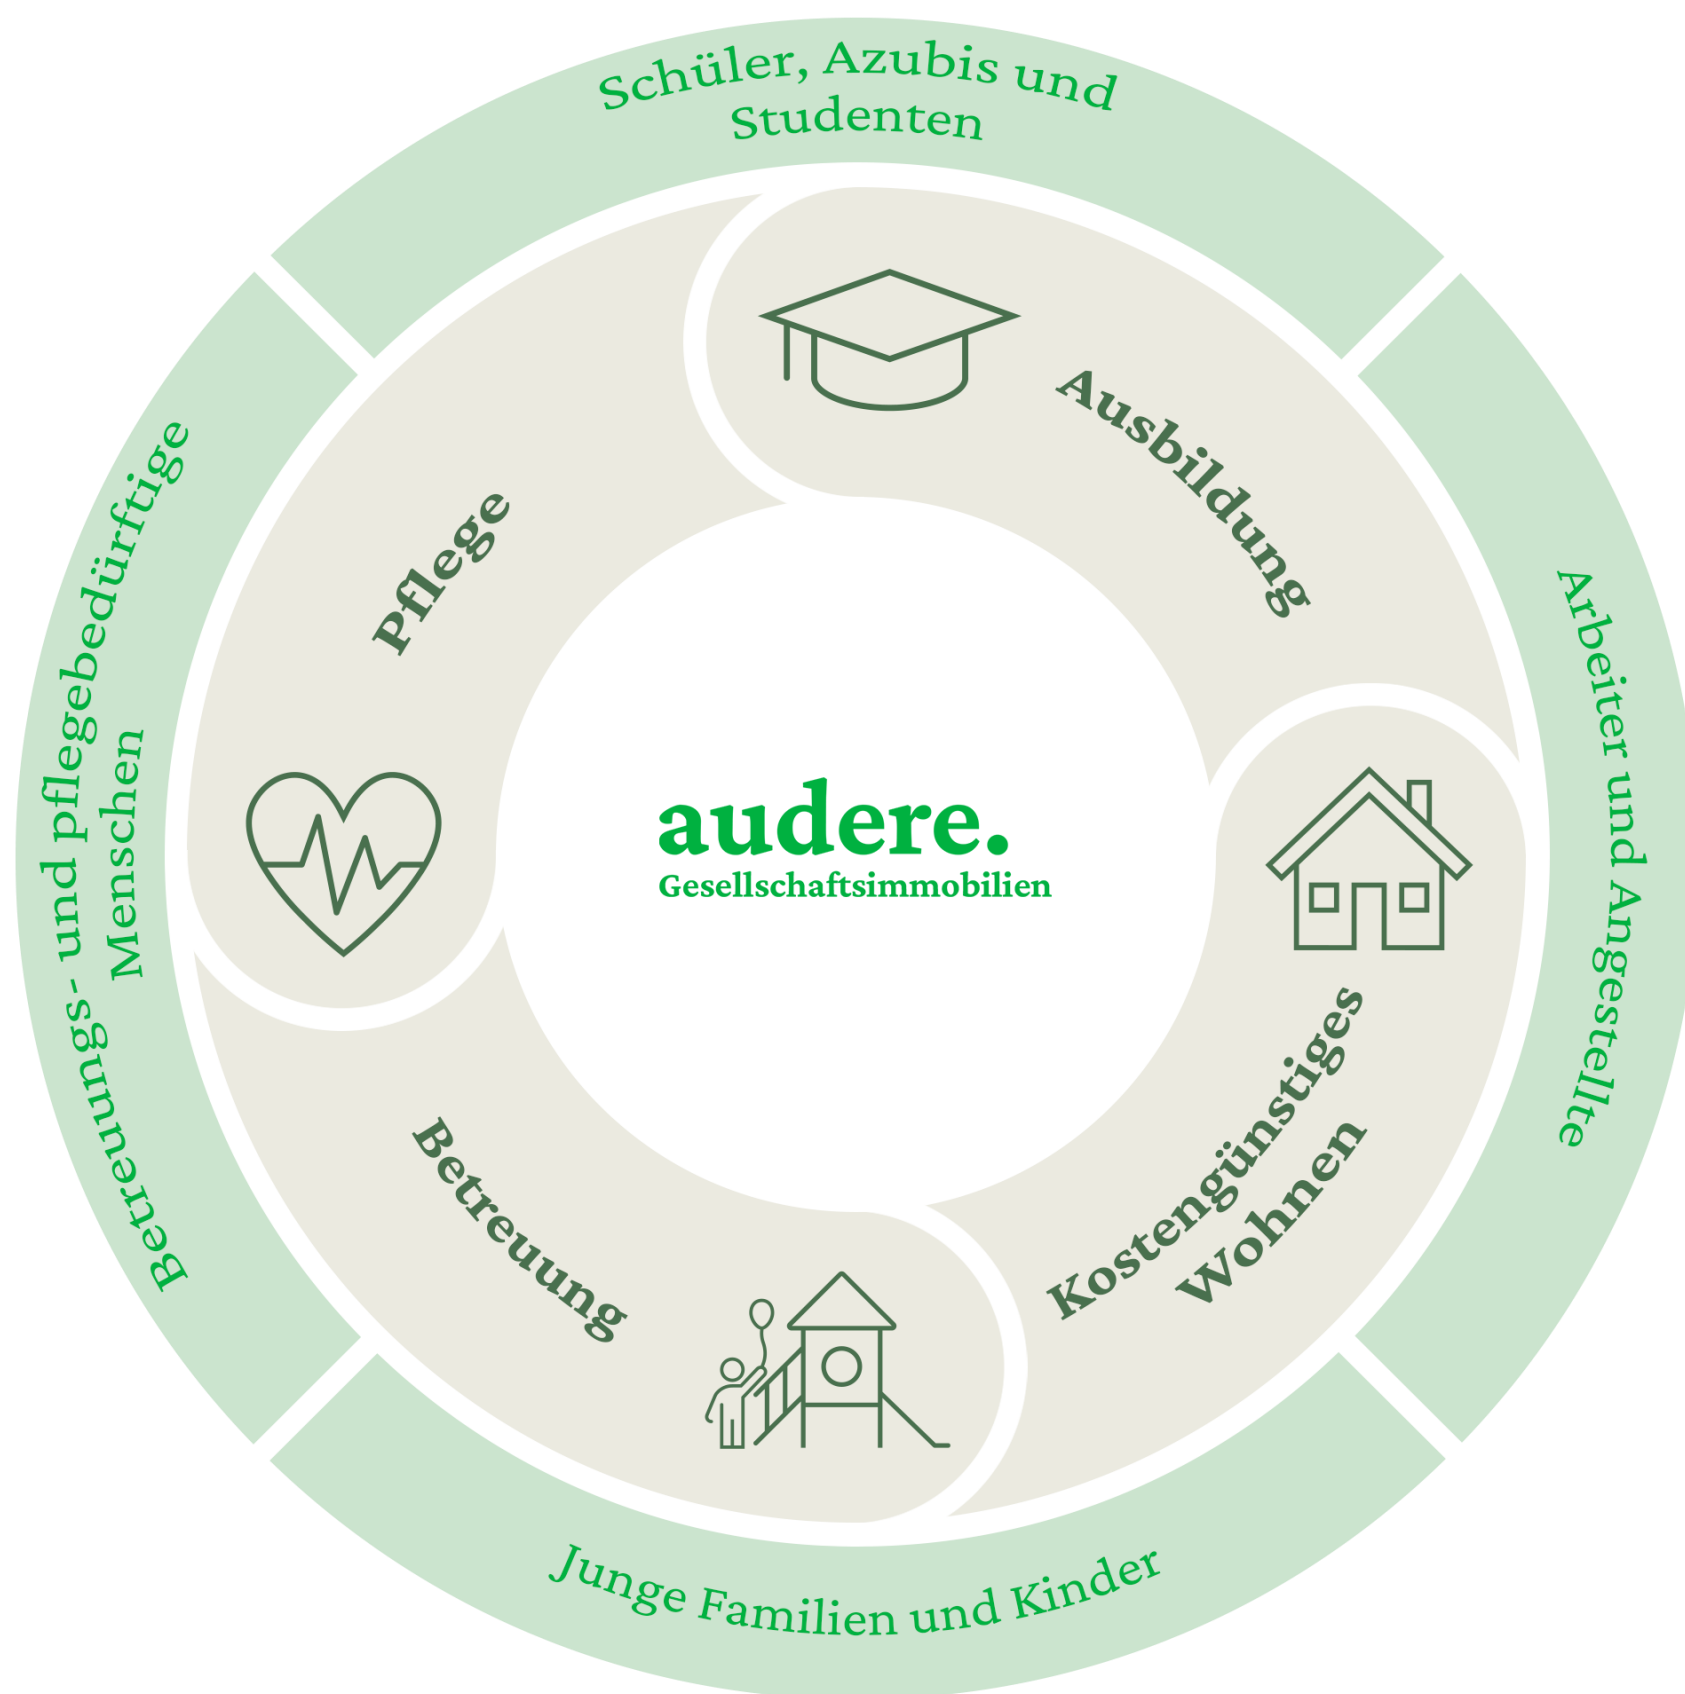 Schüler, Azubis und
Studenten
Ausbildung
Arbeiter und Angestellte
Kostengünstiges
Wohnen
Junge Familien und Kinder
Betreuung
Betreuungs- und pflegebedürftige
Menschen
Pflege
audere.
Gesellschaftsimmobilien